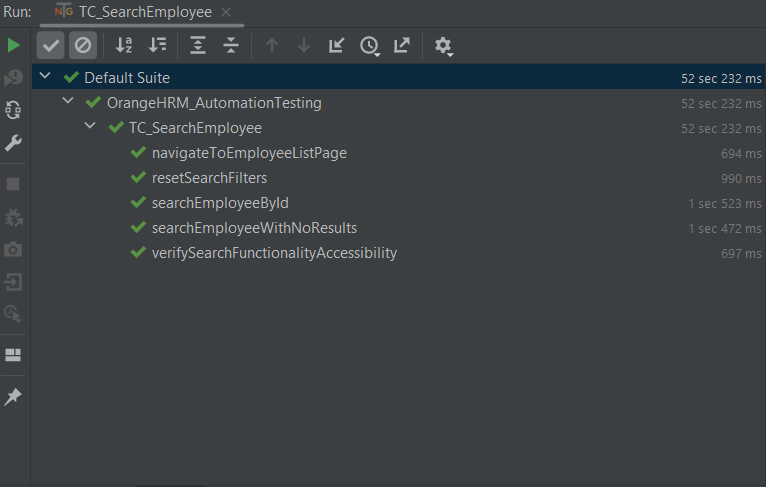 Run: NG TC_SearchEmployee
Default Suite 52 sec 232 ms
OrangeHRM_AutomationTesting 52 sec 232 ms
TC_SearchEmployee 52 sec 232 ms
navigateToEmployeeListPage 694 ms
resetSearchFilters 990 ms
searchEmployeeById 1 sec 523 ms
searchEmployeeWithNoResults 1 sec 472 ms
verifySearchFunctionalityAccessibility 697 ms